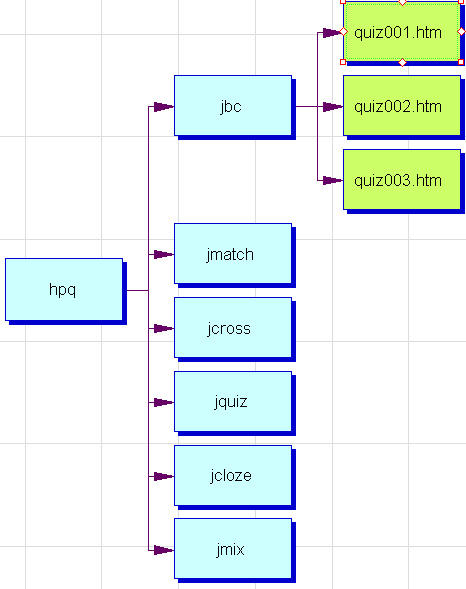 quiz001.htm
jbc
quiz002.htm
quiz003.htm
jmatch
hpq
jcross
jquiz
jcloze
jmix